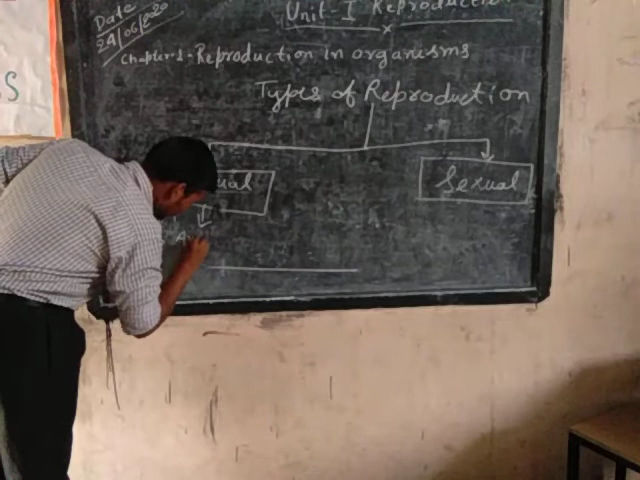 Date
24/06/2020
Unit-I Reproduction
x
Chapter-1-Reproduction in organisms
Types of Reproduction
ual Sexual
A
S